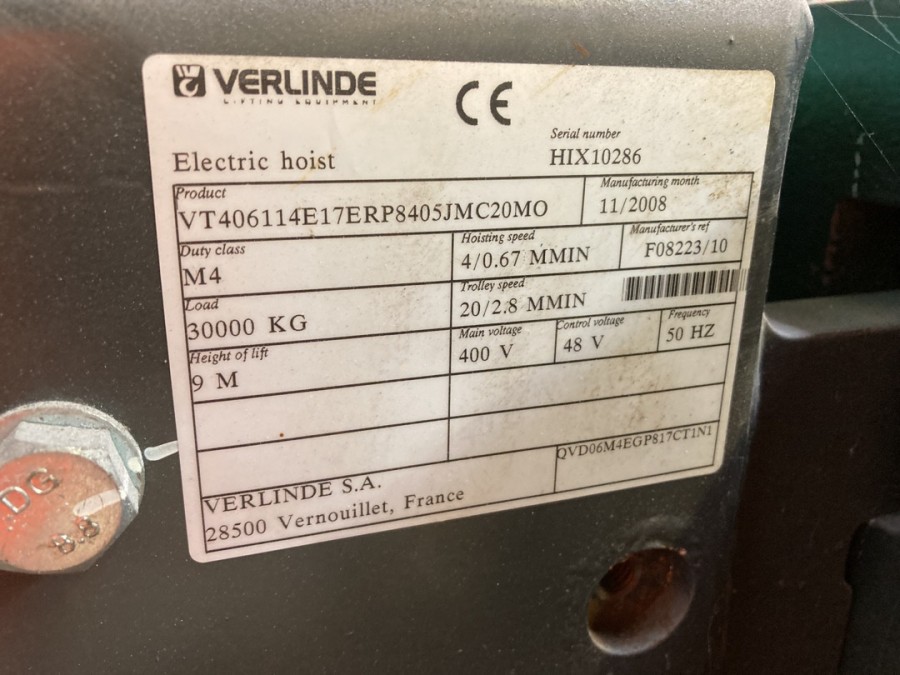 VERLINDE
LIFTING EQUIPMENT
CE
Serial number
Electric hoist
HIX10286
Product
VT406114E17ERP8405JMC20MO
Manufacturing month
11/2008
Duty class
M4
Hoisting speed
4/0.67 MMIN
Manufacturer's ref
F08223/10
Load
30000 KG
Trolley speed
20/2.8 MMIN
Height of lift
9 M
Main voltage
400 V
Control voltage
48 V
Frequency
50 HZ
QVD06M4EGP817CT1N1
VERLINDE S.A.
28500 Vernouillet, France
DG
8.8